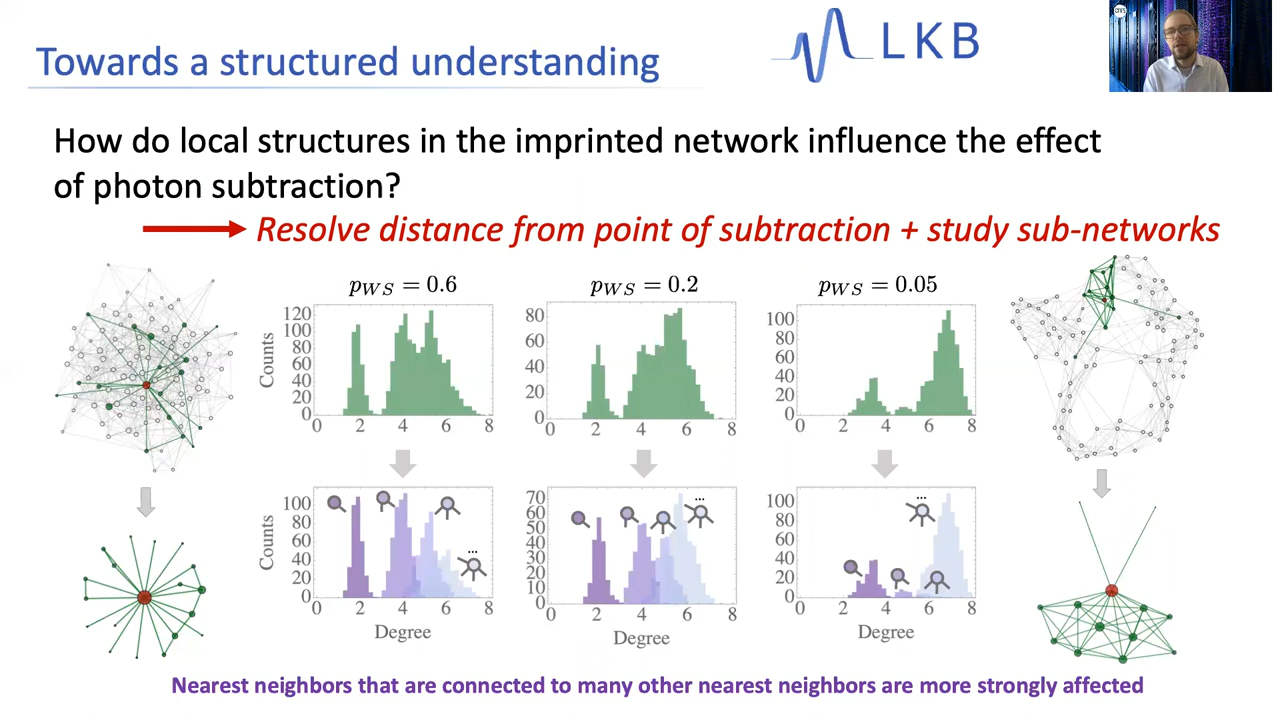 Towards a structured understanding
LKB
cnrs
How do local structures in the imprinted network influence the effect
of photon subtraction?
Resolve distance from point of subtraction + study sub-networks
pWS = 0.6
pWS = 0.2
pWS = 0.05
Counts
120
100
80
60
40
20
0
0 2 4 6 8
80
60
40
20
0
0 2 4 6 8
100
80
60
40
20
0
0 2 4 6 8
Counts
100
80
60
40
20
0
...
0 2 4 6 8
Degree
70
60
50
40
30
20
10
0
...
0 2 4 6 8
Degree
100
80
60
40
20
0
...
0 2 4 6 8
Degree
Nearest neighbors that are connected to many other nearest neighbors are more strongly affected